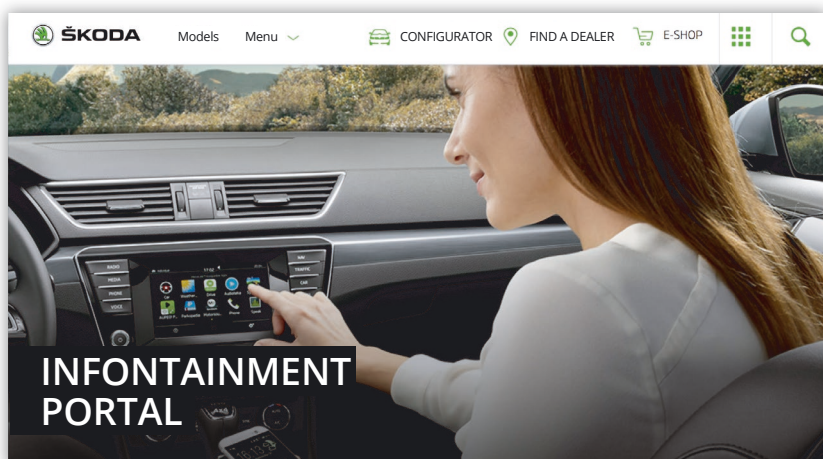 ŠKODA Models Menu CONFIGURATOR FIND A DEALER E-SHOP
RADIO
MEDIA
PHONE
VOICE
NAV
TRAFFIC
CAR
Phone
INFONTAINMENT
PORTAL